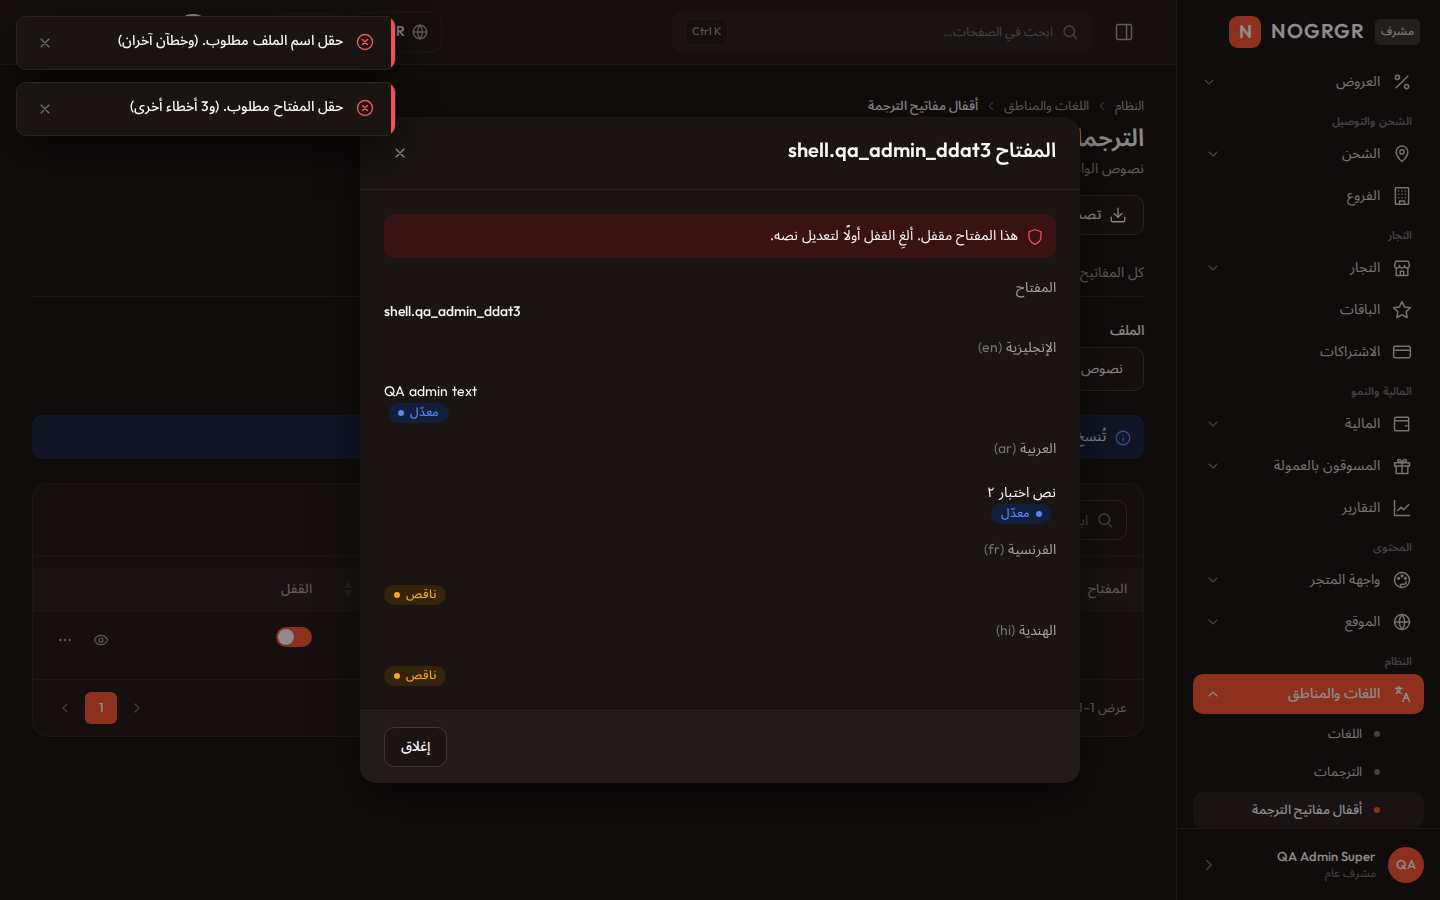 مشرف
NOGRGR
N
ابحث في الصفحات...
Ctrl K
R
العروض
الشحن والتوصيل
الشحن
الفروع
التجار
التجار
الباقات
الاشتراكات
المالية والنمو
المالية
المسوقون بالعمولة
التقارير
المحتوى
واجهة المتجر
الموقع
النظام
اللغات والمناطق
اللغات
الترجمات
أقفال مفاتيح الترجمة
QA Admin Super
مشرف عام
QA
النظام
اللغات والمناطق
أقفال مفاتيح الترجمة
نصوص
كل المفاتيح
الملف
نصوص
المفتاح
القفل
1
حقل اسم الملف مطلوب. (وخطآن آخران)
حقل المفتاح مطلوب. (و3 أخطاء أخرى)
المفتاح shell.qa_admin_ddat3
هذا المفتاح مقفل. ألغِ القفل أولًا لتعديل نصه.
المفتاح
shell.qa_admin_ddat3
الإنجليزية (en)
QA admin text
معدّل
العربية (ar)
نص اختبار ٢
معدّل
الفرنسية (fr)
ناقص
الهندية (hi)
ناقص
إغلاق